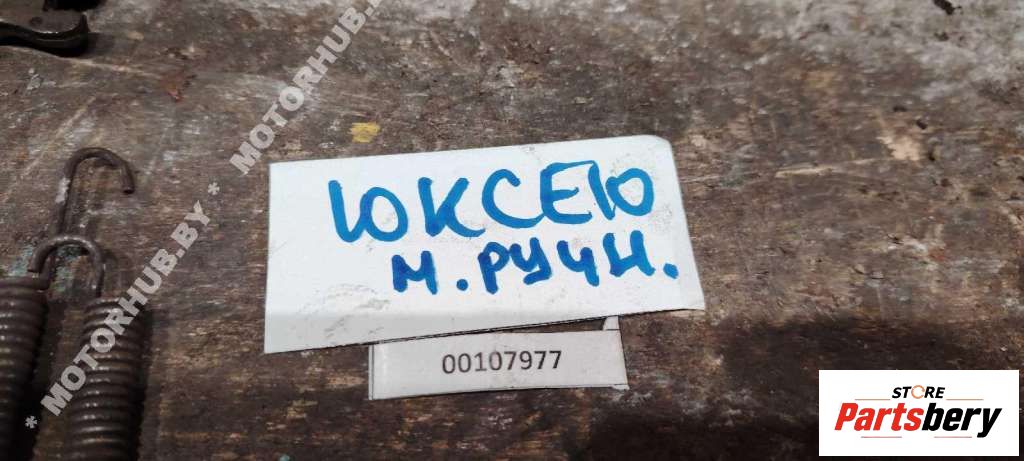 * MOTORHUB.BY * MOTORHUB.BY
ЮКСЕЮ
м. ручн.
00107977
STORE
Partsbery